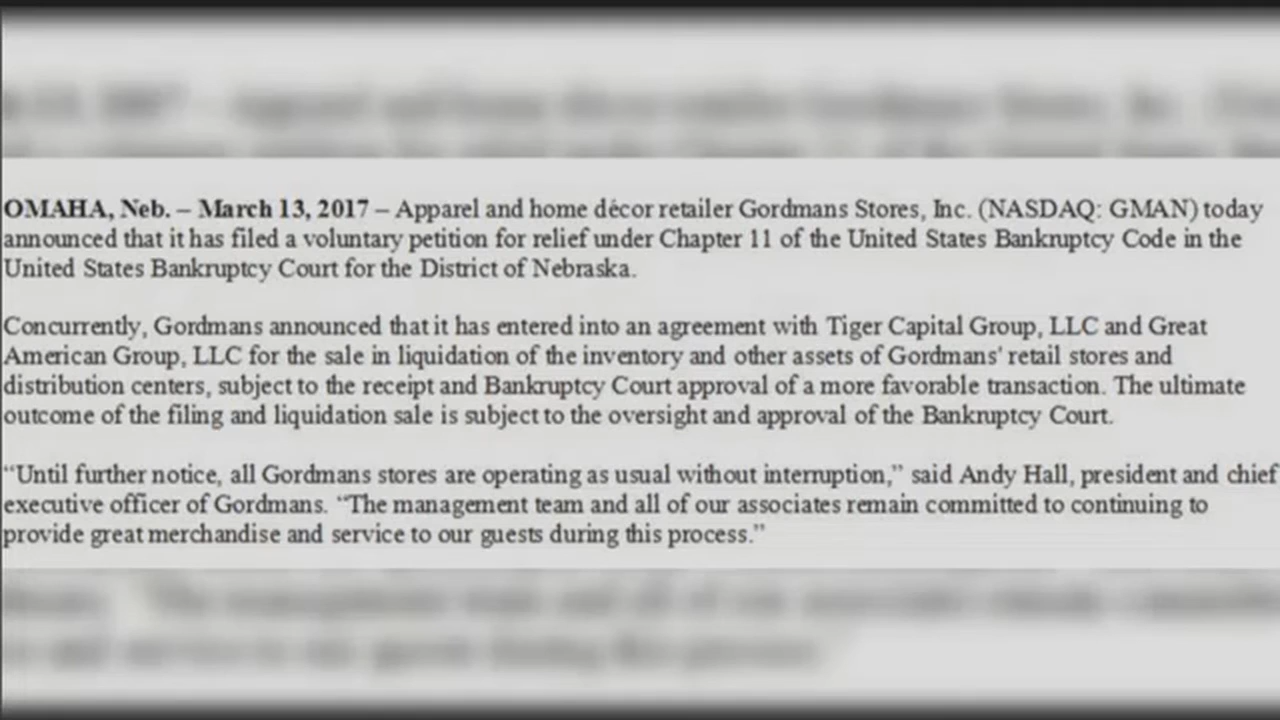 OMAHA, Neb. – March 13, 2017 – Apparel and home décor retailer Gordmans Stores, Inc. (NASDAQ: GMAN) today
announced that it has filed a voluntary petition for relief under Chapter 11 of the United States Bankruptcy Code in the
United States Bankruptcy Court for the District of Nebraska.
Concurrently, Gordmans announced that it has entered into an agreement with Tiger Capital Group, LLC and Great
American Group, LLC for the sale in liquidation of the inventory and other assets of Gordmans' retail stores and
distribution centers, subject to the receipt and Bankruptcy Court approval of a more favorable transaction. The ultimate
outcome of the filing and liquidation sale is subject to the oversight and approval of the Bankruptcy Court.
“Until further notice, all Gordmans stores are operating as usual without interruption,” said Andy Hall, president and chief
executive officer of Gordmans. “The management team and all of our associates remain committed to continuing to
provide great merchandise and service to our guests during this process.”